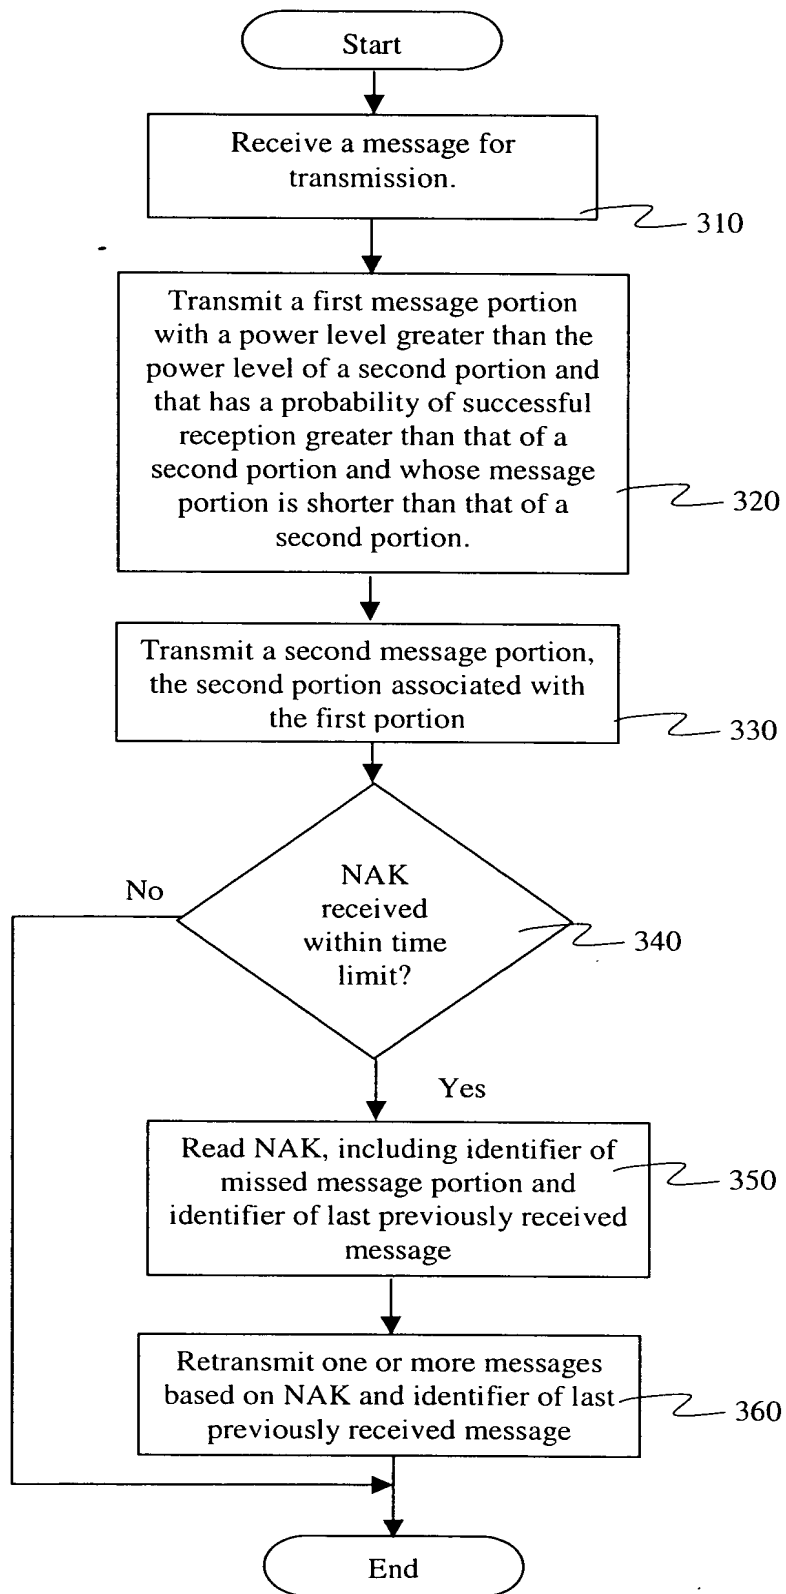 Start
Receive a message for
transmission.
310
Transmit a first message portion
with a power level greater than the
power level of a second portion and
that has a probability of successful
reception greater than that of a
second portion and whose message
portion is shorter than that of a
second portion.
320
Transmit a second message portion,
the second portion associated with
the first portion
330
No
NAK
received
within time
limit?
340
Yes
Read NAK, including identifier of
missed message portion and
identifier of last previously received
message
350
Retransmit one or more messages
based on NAK and identifier of last
previously received message
360
End